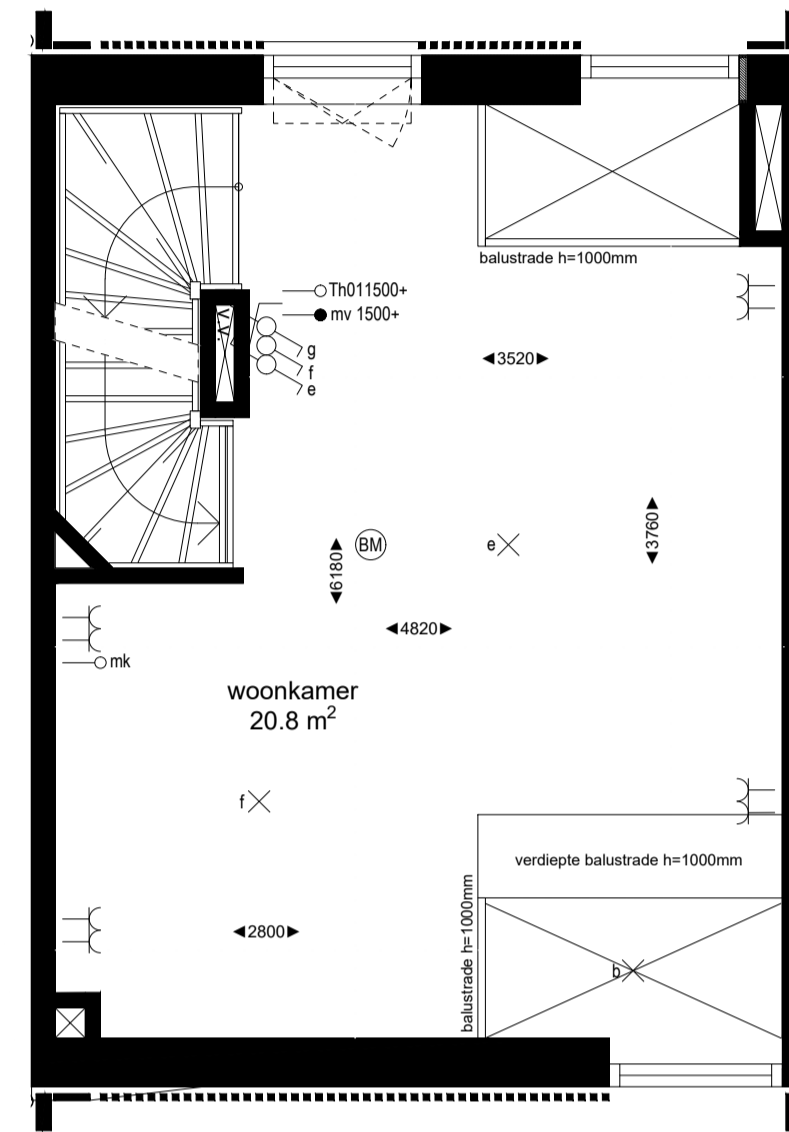 balustrade h=1000mm
Th011500+
mv 1500+
V.V.
g
f
e
3520
3760
BM
e
6180
4820
mk
woonkamer
20.8 m²
f
verdiepte balustrade h=1000mm
balustrade h=1000mm
2800
b